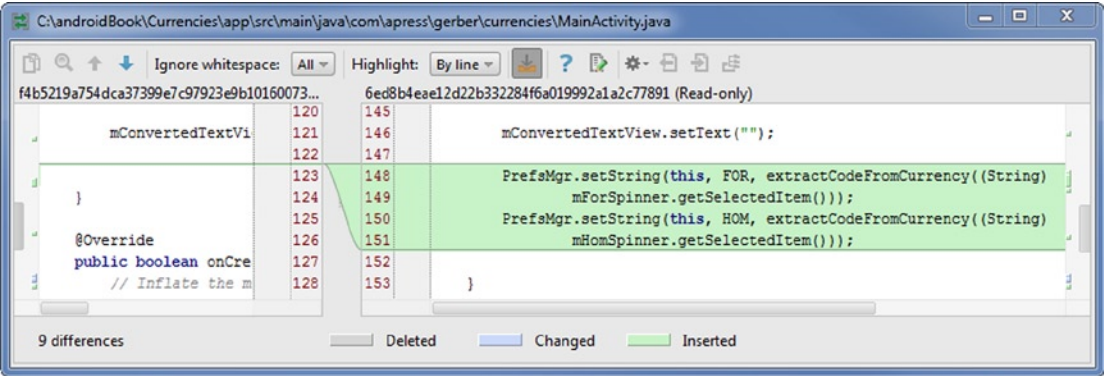 C:\androidBook\Currencies\app\src\main\java\com\apress\gerber\currencies\MainActivity.java
Ignore whitespace: All Highlight: By line ?
f4b5219a754dca37399e7c97923e9b10160073... 6ed8b4eae12d22b332284f6a019992a1a2c77891 (Read-only)
120 145
mConvertedTextVi 121 146 mConvertedTextView.setText("");
122 147
123 148 PrefsMgr.setString(this, FOR, extractCodeFromCurrency((String)
} 124 149 mForSpinner.getSelectedItem()));
125 150 PrefsMgr.setString(this, HOM, extractCodeFromCurrency((String)
@Override 126 151 mHomSpinner.getSelectedItem()));
public boolean onCre 127 152
// Inflate the m 128 153 }
9 differences Deleted Changed Inserted